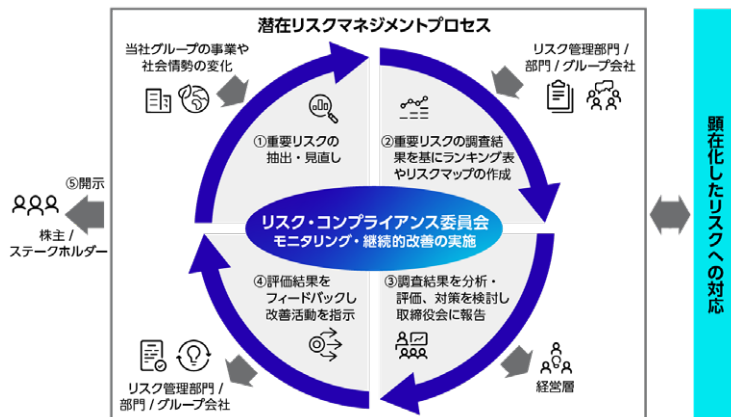 潜在リスクマネジメントプロセス
当社グループの事業や
社会情勢の変化
リスク管理部門 /
部門 / グループ会社
①重要リスクの
抽出・見直し
②重要リスクの調査結
果を基にランキング表
やリスクマップの作成
リスク・コンプライアンス委員会
モニタリング・継続的改善の実施
④評価結果を
フィードバックし
改善活動を指示
③調査結果を分析・
評価、対策を検討し
取締役会に報告
リスク管理部門 /
部門 / グループ会社
経営層
⑤開示
株主 /
ステークホルダー
顕在化したリスクへの対応